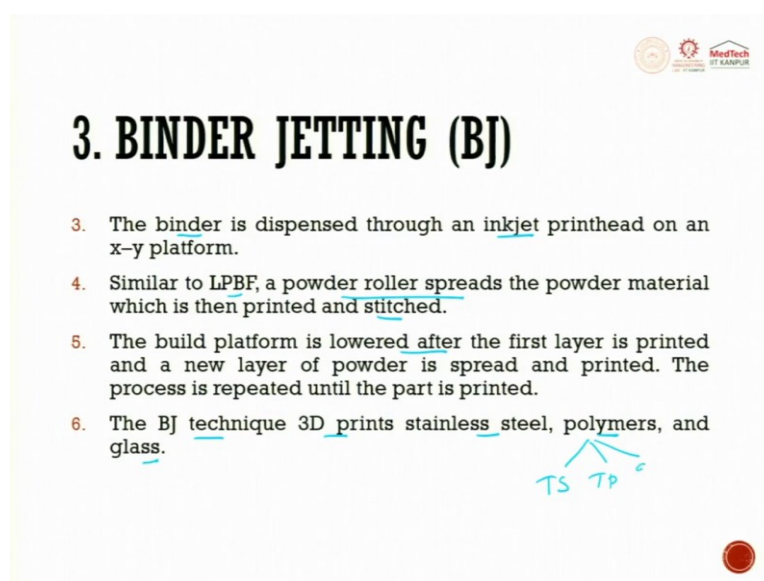 MedTech
IIT KANPUR
3. BINDER JETTING (BJ)
3. The binder is dispensed through an inkjet printhead on an
x–y platform.
4. Similar to LPBF, a powder roller spreads the powder material
which is then printed and stitched.
5. The build platform is lowered after the first layer is printed
and a new layer of powder is spread and printed. The
process is repeated until the part is printed.
6. The BJ technique 3D prints stainless steel, polymers, and
glass.
TS TP